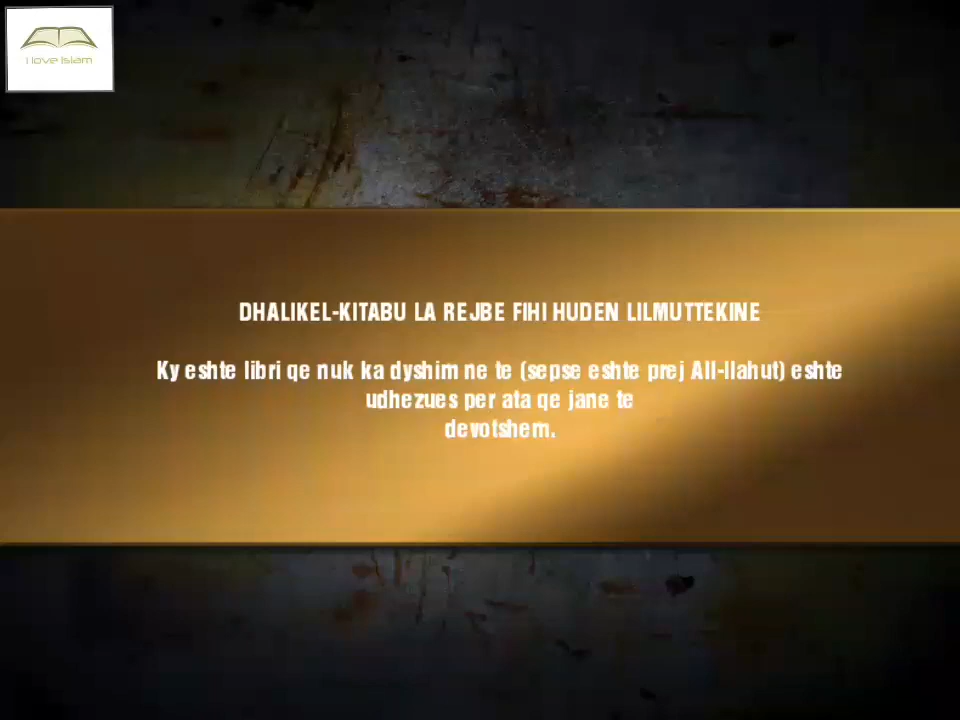 i love Islam
DHALIKEL-KITABU LA REJBE FIHI HUDEN LILMUTTEKINE
Ky eshte libri qe nuk ka dyshim ne te (sepse eshte prej All-llahut) eshte
udhezues per ata qe jane te
devotshem.